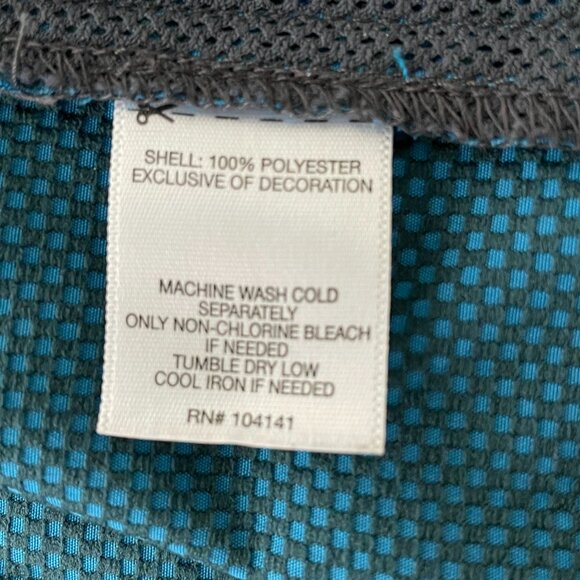 SHELL: 100% POLYESTER
EXCLUSIVE OF DECORATION
MACHINE WASH COLD
SEPARATELY
ONLY NON-CHLORINE BLEACH
IF NEEDED
TUMBLE DRY LOW
COOL IRON IF NEEDED
RN# 104141